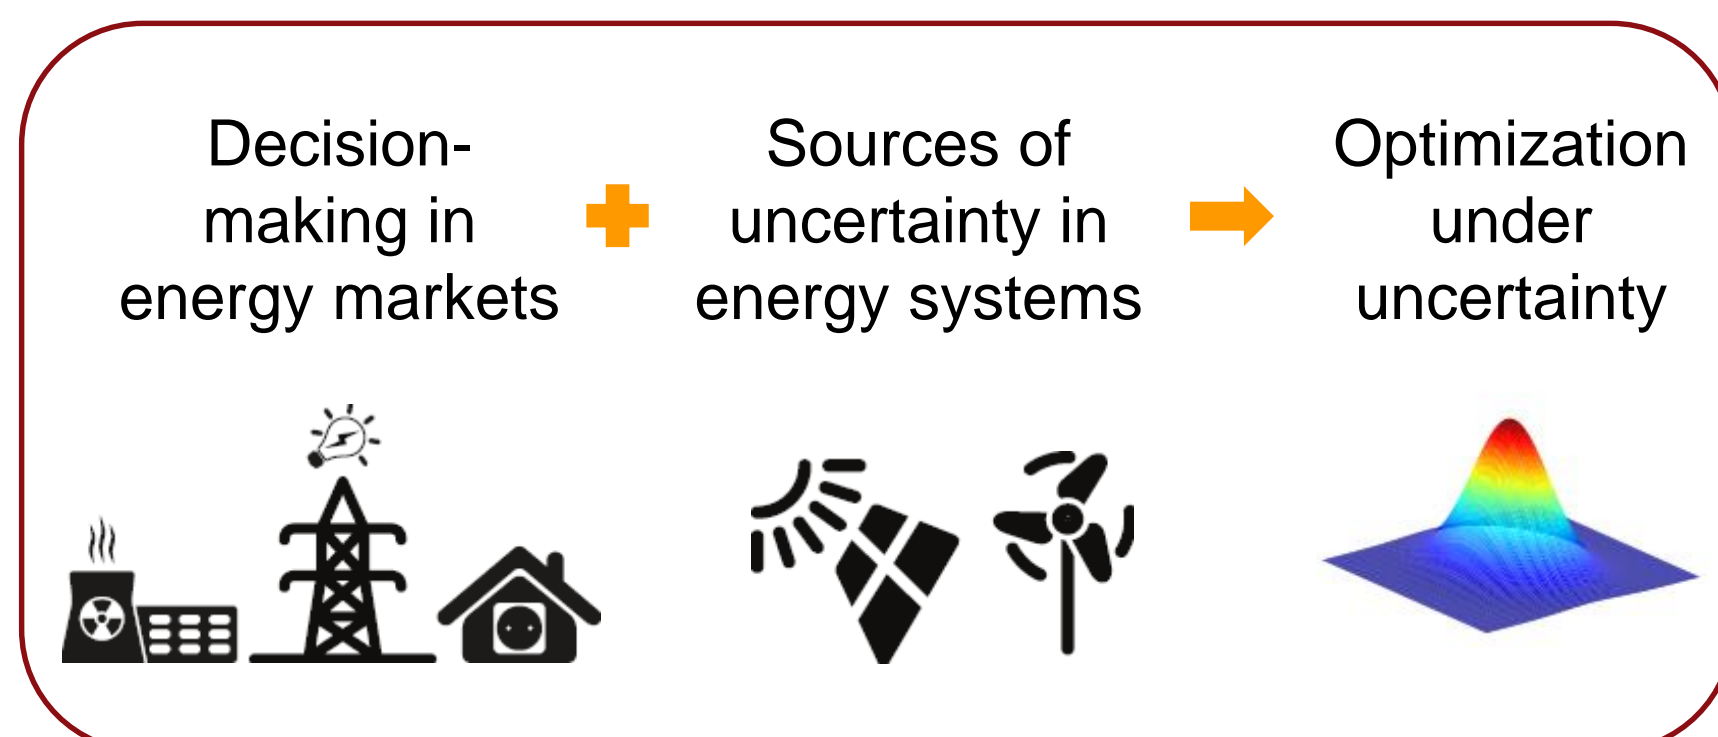 Decision-
making in
energy markets
Sources of
uncertainty in
energy systems
Optimization
under
uncertainty